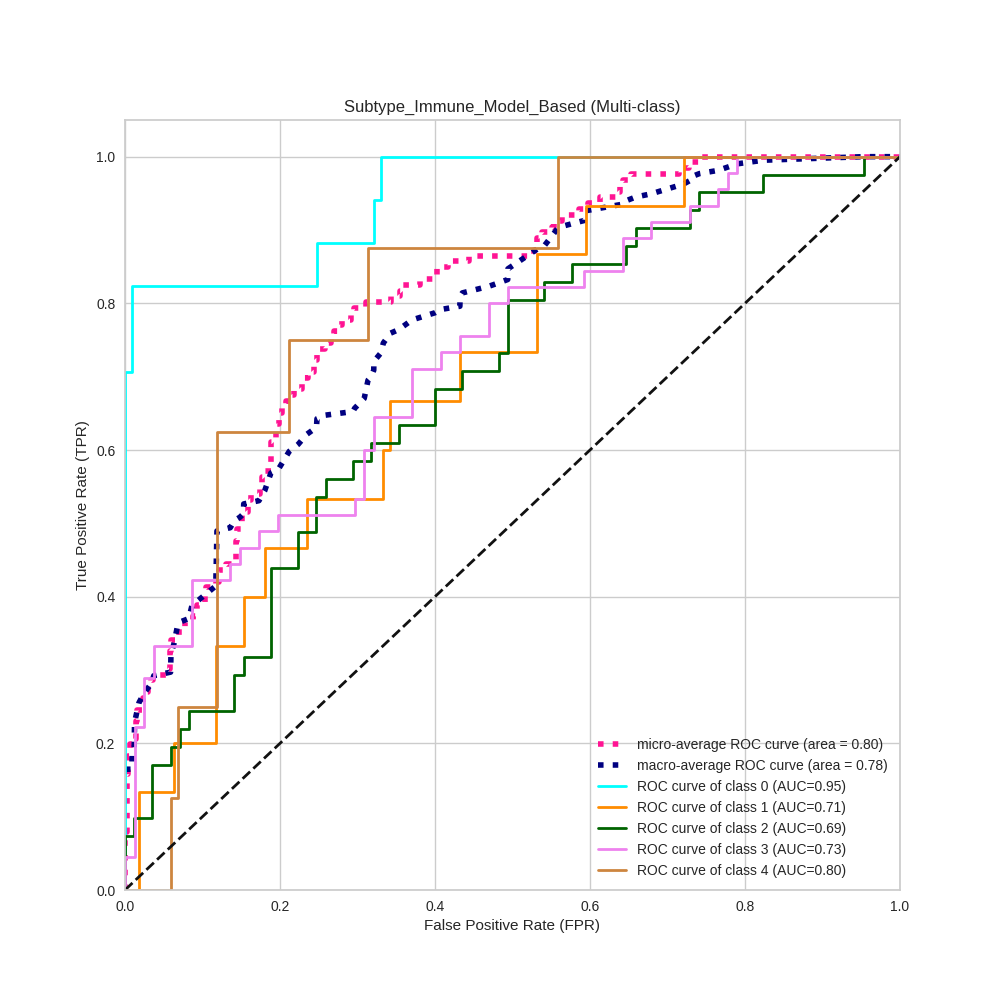 Subtype_Immune_Model_Based (Multi-class)
True Positive Rate (TPR)
1.0
0.8
0.6
0.4
0.2
0.0
micro-average ROC curve (area = 0.80)
macro-average ROC curve (area = 0.78)
ROC curve of class 0 (AUC=0.95)
ROC curve of class 1 (AUC=0.71)
ROC curve of class 2 (AUC=0.69)
ROC curve of class 3 (AUC=0.73)
ROC curve of class 4 (AUC=0.80)
0.0 0.2 0.4 0.6 0.8 1.0
False Positive Rate (FPR)